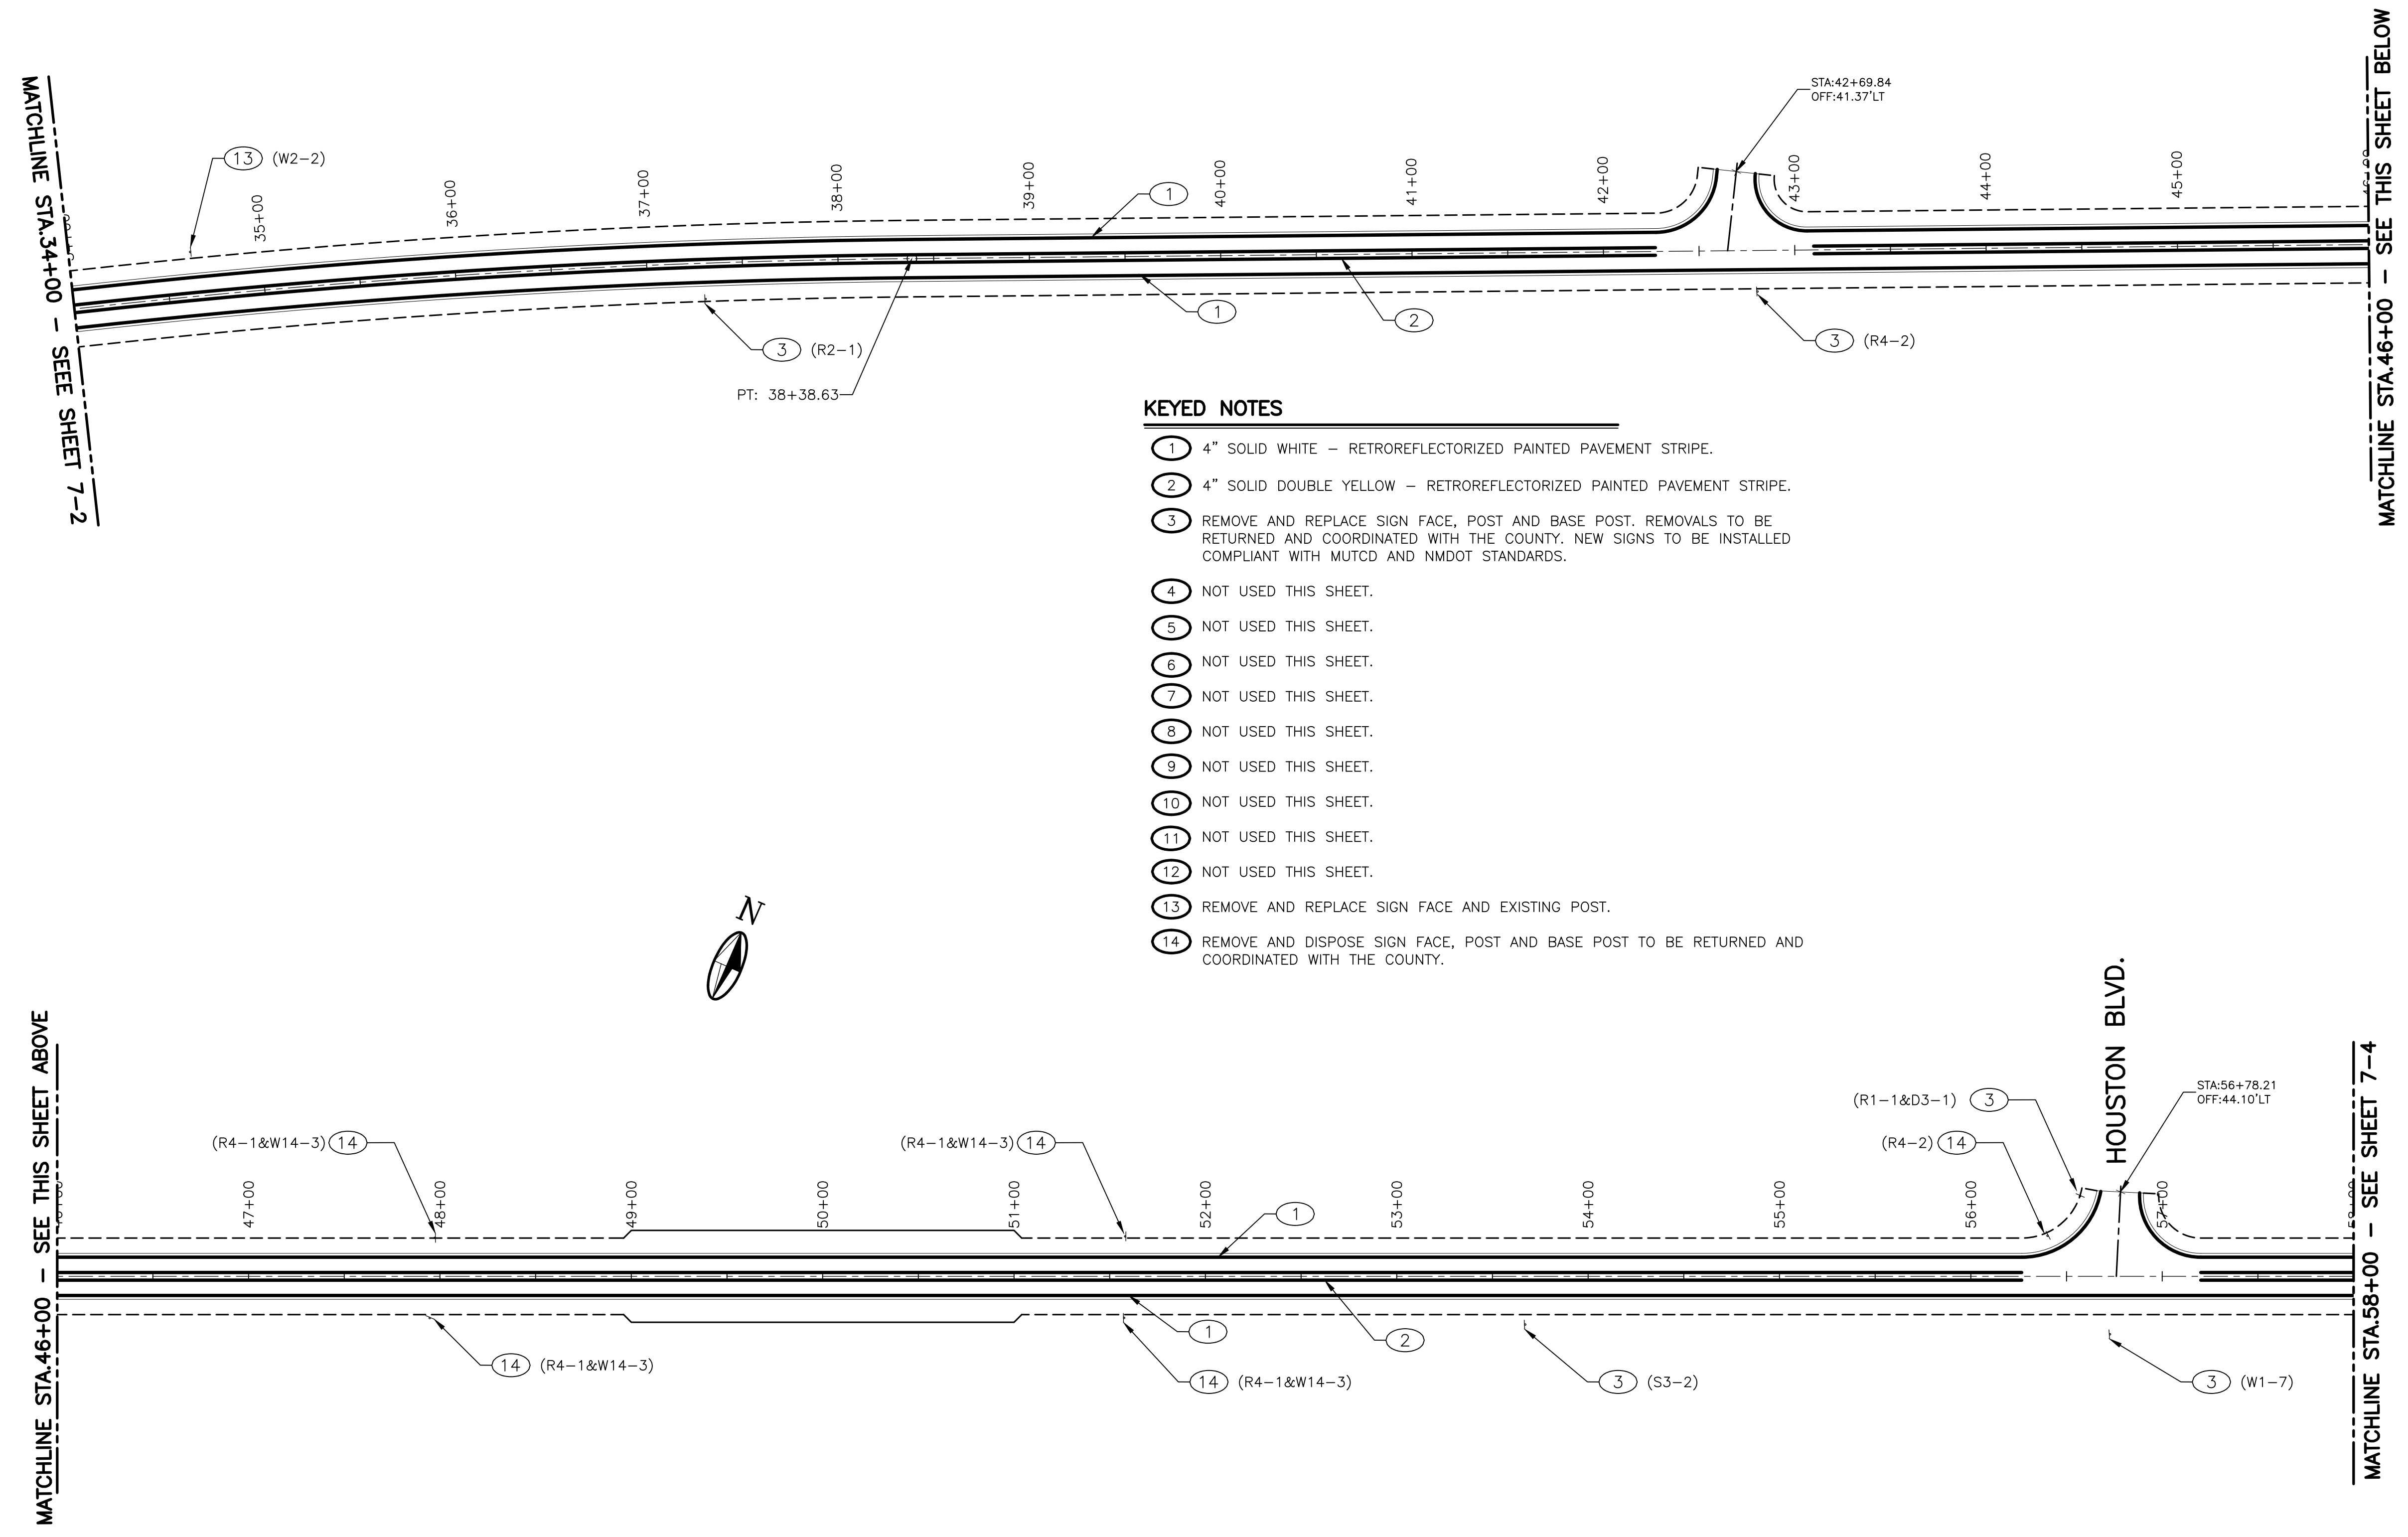 MATCHLINE STA.34+00 - SEEE SHEET 7-2
13 (W2-2)
35+00
36+00
37+00
38+00
39+00
40+00
41+00
42+00
43+00
44+00
45+00
STA:42+69.84
OFF:41.37'LT
1
1
2
3 (R2-1)
PT: 38+38.63
3 (R4-2)
MATCHLINE STA.46+00 - SEE THIS SHEET BELOW
KEYED NOTES
1 4" SOLID WHITE - RETROREFLECTORIZED PAINTED PAVEMENT STRIPE.
2 4" SOLID DOUBLE YELLOW - RETROREFLECTORIZED PAINTED PAVEMENT STRIPE.
3 REMOVE AND REPLACE SIGN FACE, POST AND BASE POST. REMOVALS TO BE
RETURNED AND COORDINATED WITH THE COUNTY. NEW SIGNS TO BE INSTALLED
COMPLIANT WITH MUTCD AND NMDOT STANDARDS.
4 NOT USED THIS SHEET.
5 NOT USED THIS SHEET.
6 NOT USED THIS SHEET.
7 NOT USED THIS SHEET.
8 NOT USED THIS SHEET.
9 NOT USED THIS SHEET.
10 NOT USED THIS SHEET.
11 NOT USED THIS SHEET.
12 NOT USED THIS SHEET.
13 REMOVE AND REPLACE SIGN FACE AND EXISTING POST.
14 REMOVE AND DISPOSE SIGN FACE, POST AND BASE POST TO BE RETURNED AND
COORDINATED WITH THE COUNTY.
N
MATCHLINE STA.46+00 - SEE THIS SHEET ABOVE
(R4-1&W14-3) 14
(R4-1&W14-3) 14
(R1-1&D3-1) 3
(R4-2) 14
HOUSTON BLVD.
STA:56+78.21
OFF:44.10'LT
47+00
48+00
49+00
50+00
51+00
52+00
53+00
54+00
55+00
56+00
57+00
1
1
2
14 (R4-1&W14-3)
14 (R4-1&W14-3)
3 (S3-2)
3 (W1-7)
MATCHLINE STA.58+00 - SEE SHEET 7-4